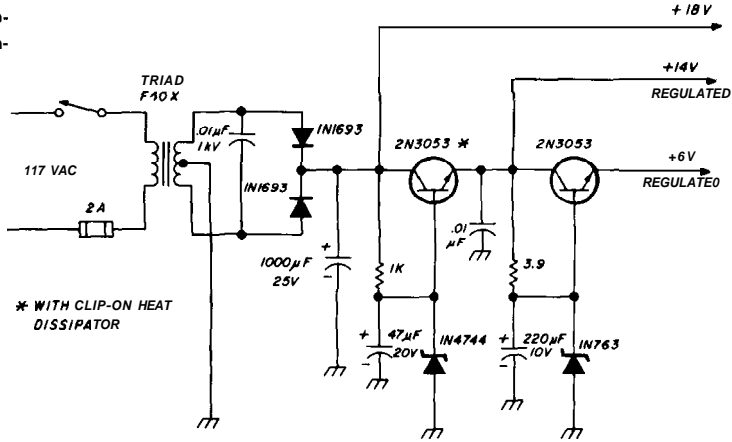 + 18V
+14V
REGULATED
TRIAD
F40X
.01µF
1kV
1N1693
2N3053 *
2N3053
117 VAC
1N1693
+6V
REGULATE0
2A
.01
µF
1000µF
25V
+
-
1K
3.9
* WITH CLIP-ON HEAT
DISSIPATOR
+
47µF
20V
-
1N4744
+
220µF
10V
-
1N763